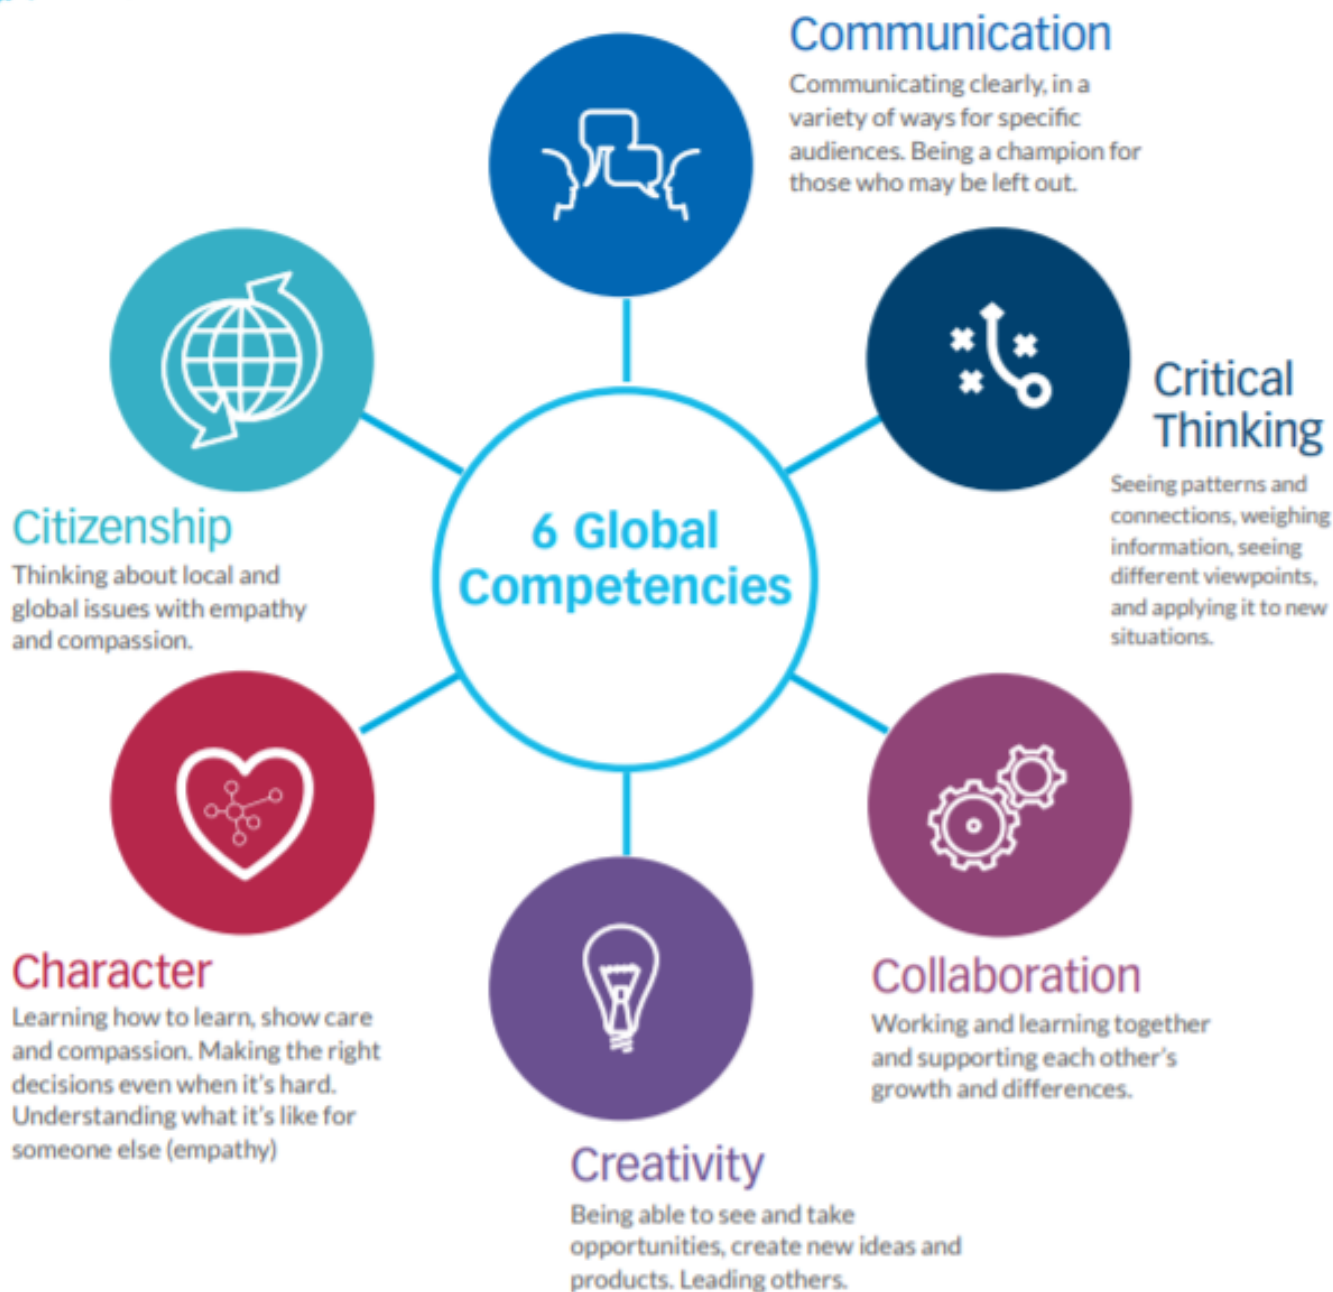 Communication
Communicating clearly, in a
variety of ways for specific
audiences. Being a champion for
those who may be left out.
Critical
Thinking
Seeing patterns and
connections, weighing
information, seeing
different viewpoints,
and applying it to new
situations.
6 Global
Competencies
Citizenship
Thinking about local and
global issues with empathy
and compassion.
Character
Learning how to learn, show care
and compassion. Making the right
decisions even when it's hard.
Understanding what it's like for
someone else (empathy)
Collaboration
Working and learning together
and supporting each other's
growth and differences.
Creativity
Being able to see and take
opportunities, create new ideas and
products. Leading others.